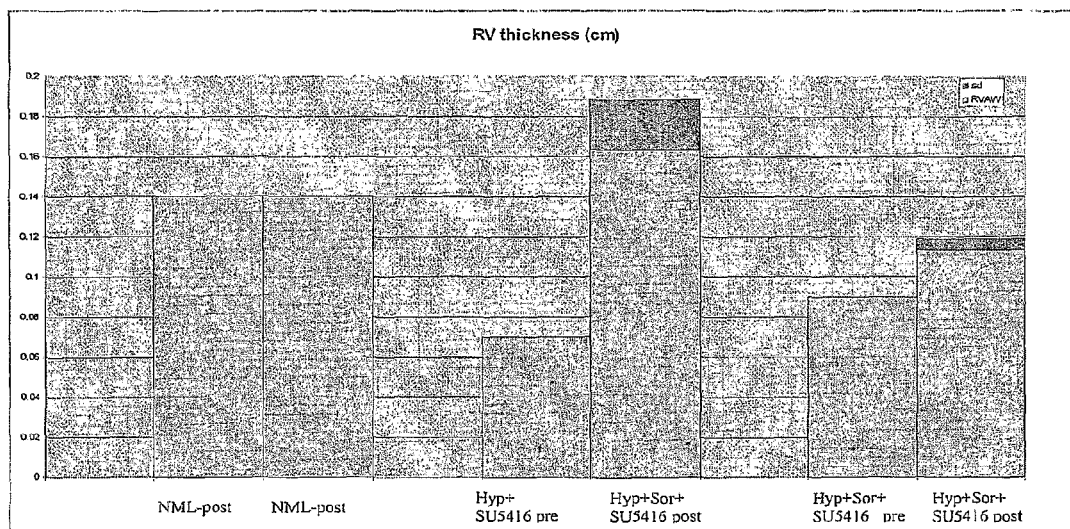 RV thickness (cm)
sd
RVAW
0.2
0.18
0.16
0.14
0.12
0.1
0.08
0.06
0.04
0.02
0
NML-post
NML-post
Hyp+
SU5416 pre
Hyp+Sor+
SU5416 post
Hyp+Sor+
SU5416 pre
Hyp+Sor+
SU5416 post